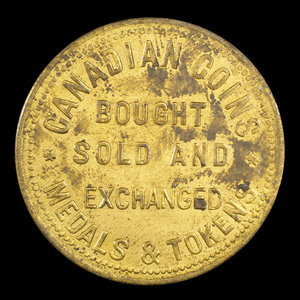 CANADIAN COINS
BOUGHT
SOLD AND
EXCHANGED
MEDALS & TOKENS